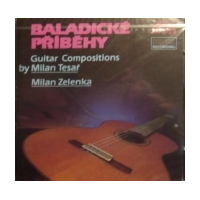 BALADICKÉ
PŘÍBĚHY
Guitar Compositions
by Milan Tesař
Milan Zelenka